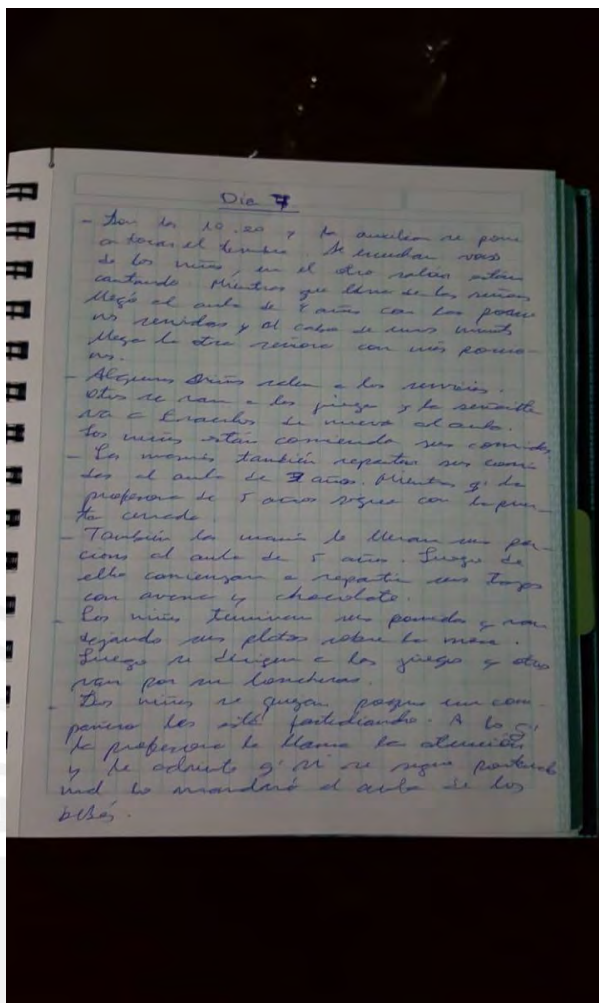 Día 7
- Son las 10:20 y la auxiliar se pone
a tocar el timbre. Se escuchan voces
de los niños, en el otro salón están
cantando. Mientras que una de las señoras
llegó al aula de 4 años con las porcio
nes servidas y al cabo de unos minuts
llega la otra señora con más porcio-
nes.
- Algunos niños salen a los servicios.
Otros se van a los juegos y la señorita
va a traerlos de nuevo al aula.
Los niños están comiendo sus comidas.
- Las mamás también reparten sus comi-
das al aula de 3 años. Mientras q' la
profesora de 5 años sigue con la puer-
ta cerrada
- También las mamás le llevan sus por-
ciones al aula de 5 años. Luego de
ello comienzan a repartir sus tazas
con avena y chocolate.
- Los niños terminan sus comidas y van
dejando sus platos sobre la mesa.
Luego se dirigen a los juegos y otros
van por su loncheras.
- Dos niños se quejan porque un com-
pañero los está fastidiando. A lo q'
la profesora le llama la atención
y le advierte q' si se sigue portando
mal lo mandará al aula de los
bebés.